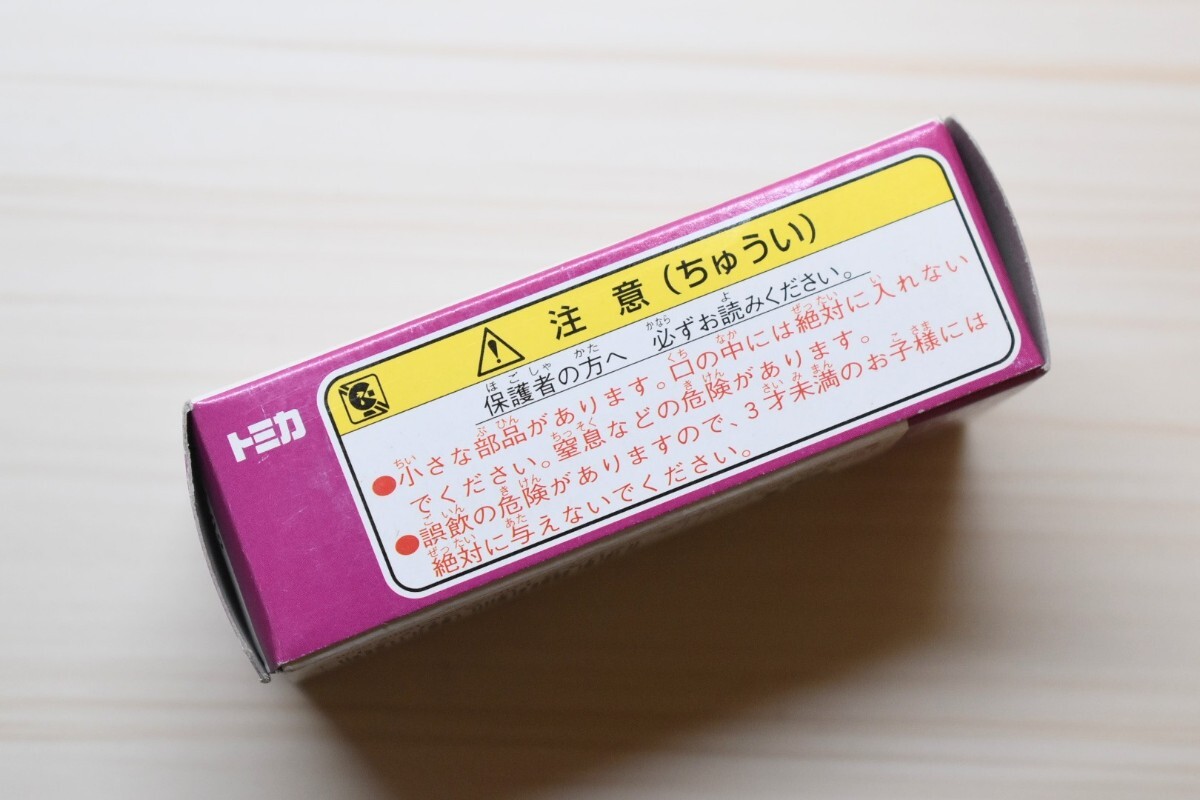 トミカ
注意(ちゅうい)
保護者の方へ 必ずお読みください。
●小さな部品があります。口の中には絶対に入れない
でください。窒息などの危険があります。
●誤飲の危険がありますので、3才未満のお子様には
絶対に与えないでください。